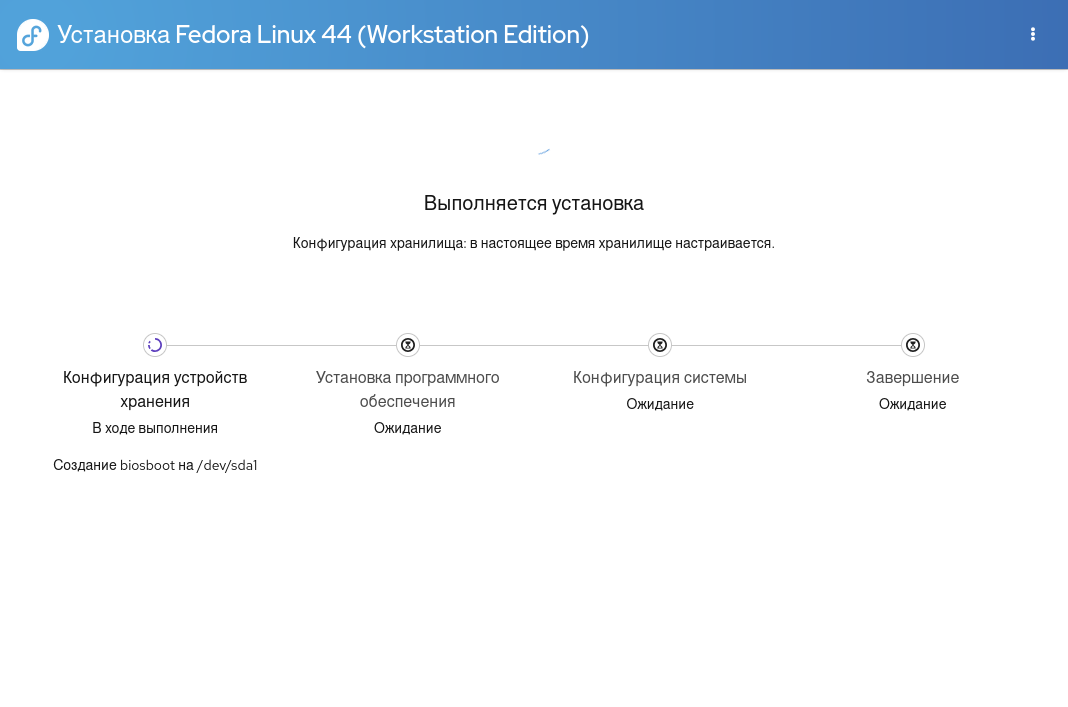 Установка Fedora Linux 44 (Workstation Edition)
Выполняется установка
Конфигурация хранилища: в настоящее время хранилище настраивается.
Конфигурация устройств
хранения
В ходе выполнения
Создание biosboot на /dev/sda1
Установка программного
обеспечения
Ожидание
Конфигурация системы
Ожидание
Завершение
Ожидание